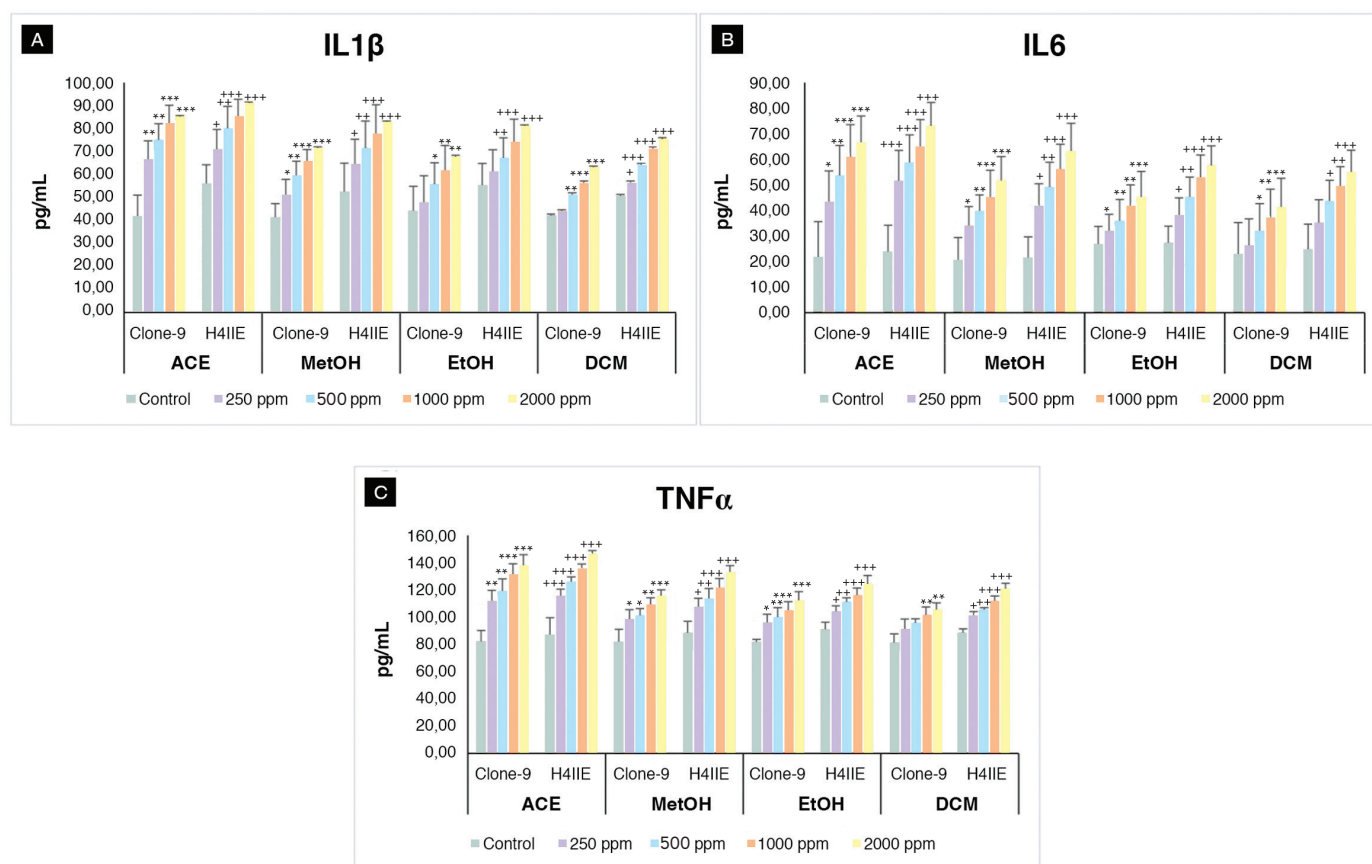 A
IL1β
100,00
90,00
80,00
70,00
60,00
50,00
40,00
30,00
20,00
10,00
0,00
pg/mL
** ** *** *** + ++ +++ +++
* ** *** *** + ++ +++ +++
* ** ** ++ +++ +++
** *** *** + +++ +++ +++
Clone-9 H4IIE Clone-9 H4IIE Clone-9 H4IIE Clone-9 H4IIE
ACE MetOH EtOH DCM
Control 250 ppm 500 ppm 1000 ppm 2000 ppm
B
IL6
90,00
80,00
70,00
60,00
50,00
40,00
30,00
20,00
10,00
0,00
pg/mL
* ** *** *** +++ +++ +++ +++
* ** *** *** + ++ +++ +++
* ** ** *** + ++ +++ +++
* ** *** ++ +++ +++
Clone-9 H4IIE Clone-9 H4IIE Clone-9 H4IIE Clone-9 H4IIE
ACE MetOH EtOH DCM
Control 250 ppm 500 ppm 1000 ppm 2000 ppm
C
TNFα
160,00
140,00
120,00
100,00
80,00
60,00
40,00
20,00
0,00
pg/mL
** ** *** *** +++ +++ +++ +++
* * ** *** + ++ +++ +++
* ** *** *** + ++ +++ +++
** ** + ++ +++ +++
Clone-9 H4IIE Clone-9 H4IIE Clone-9 H4IIE Clone-9 H4IIE
ACE MetOH EtOH DCM
Control 250 ppm 500 ppm 1000 ppm 2000 ppm